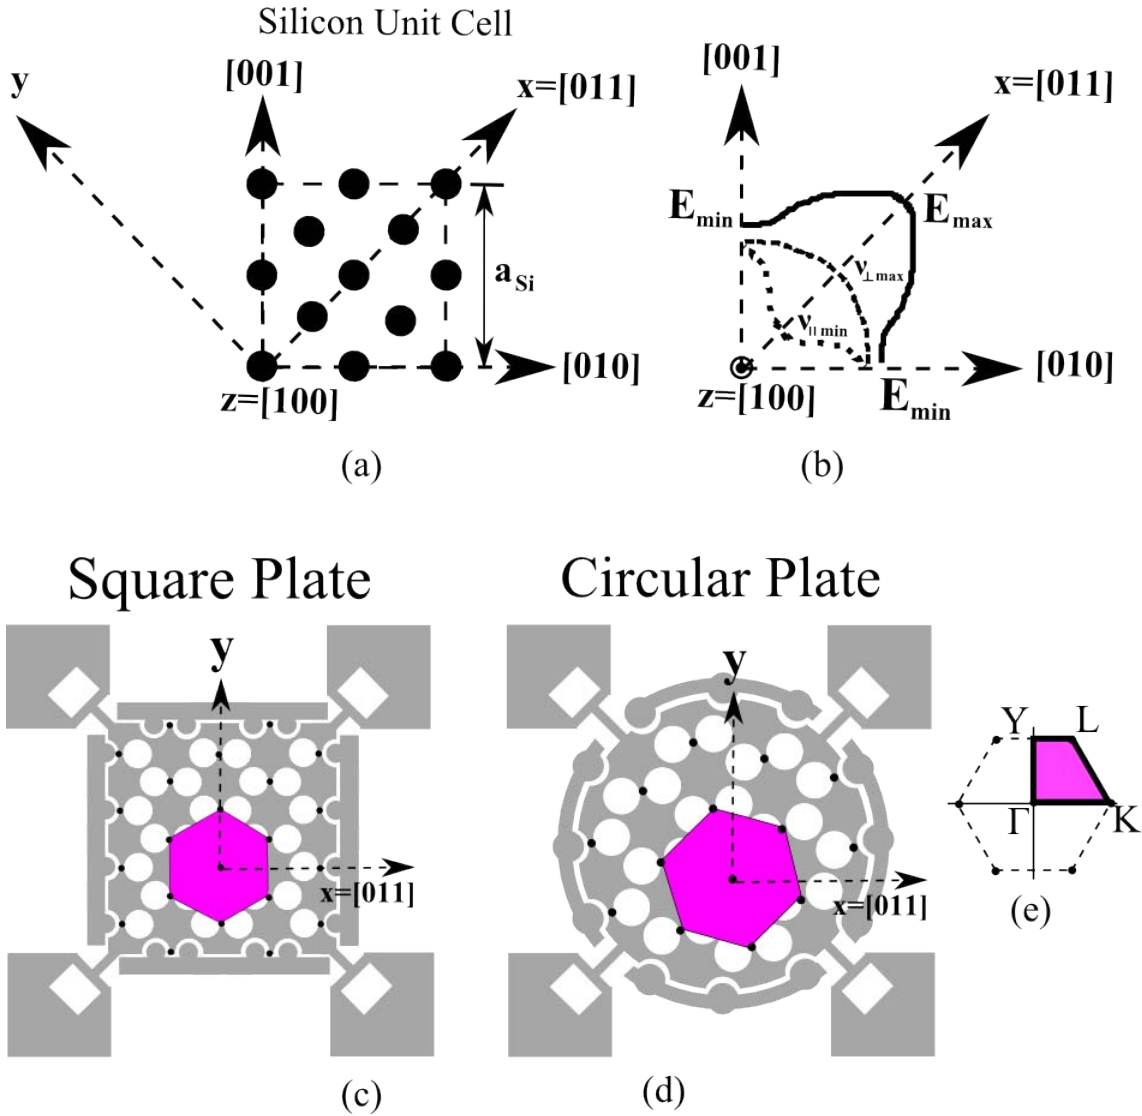 Silicon Unit Cell
y
[001]
x=[011]
a Si
[010]
z=[100]
(a)
[001]
x=[011]
E min
E max
ν⊥max
ν||min
[010]
z=[100]
E min
(b)
Square Plate
y
x=[011]
(c)
Circular Plate
y
x=[011]
(d)
Y
L
Γ
K
(e)